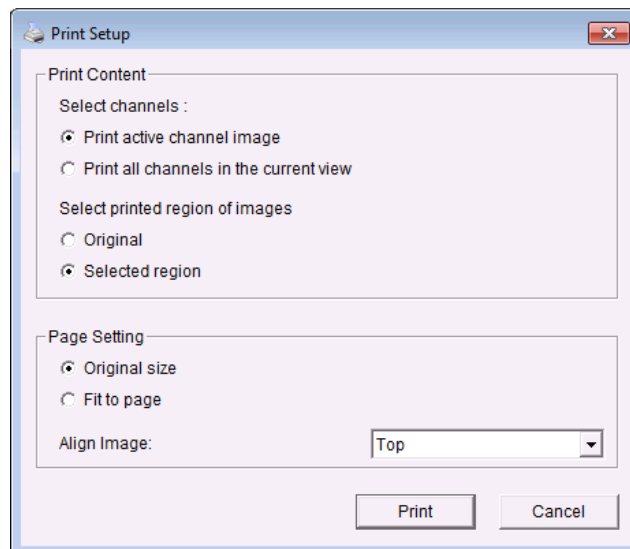 Print Setup
Print Content
Select channels :
Print active channel image
Print all channels in the current view
Select printed region of images
Original
Selected region
Page Setting
Original size
Fit to page
Align Image: Top
Print Cancel